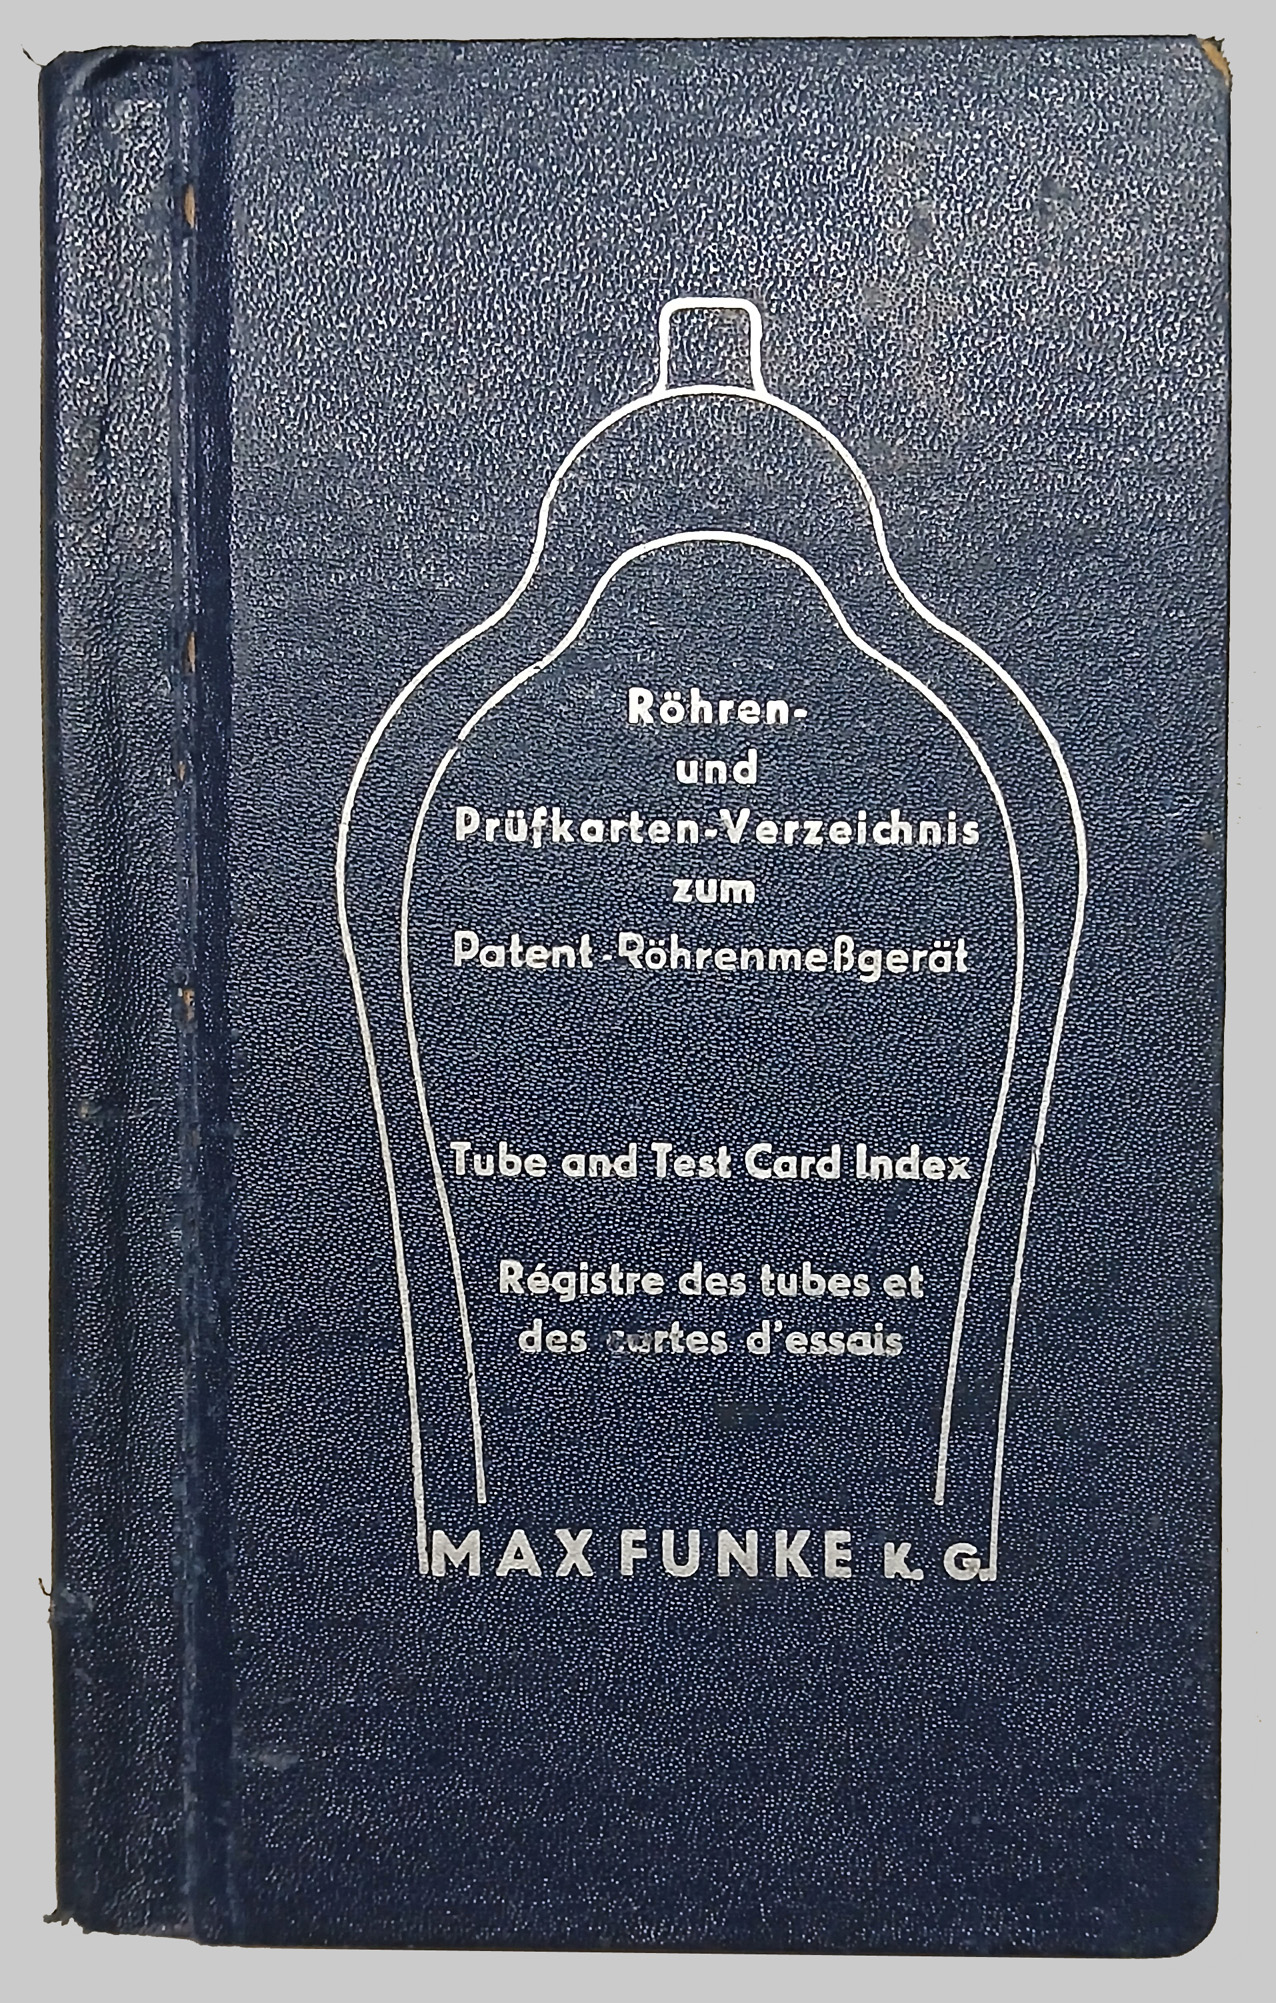 Röhren-
und
Prüfkarten-Verzeichnis
zum
Patent-Röhrenmeßgerät
Tube and Test Card Index
Régistre des tubes et
des cartes d'essais
MAX FUNKE K. G.